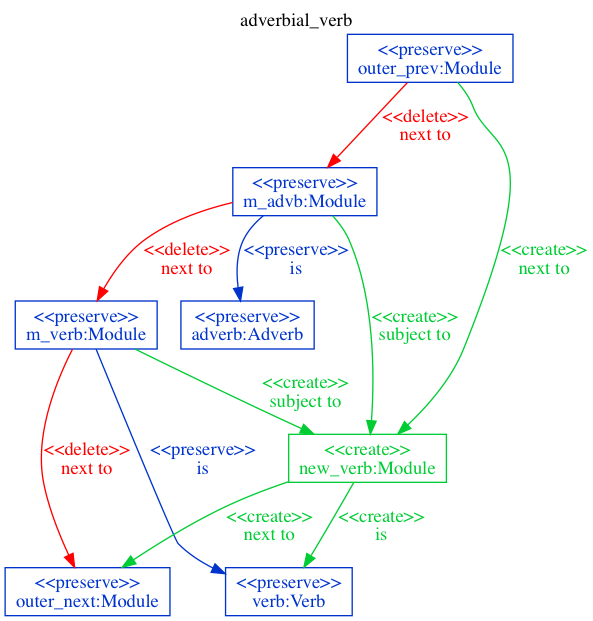 adverbial_verb
<<preserve>>
outer_prev:Module
<<delete>>
next to
<<preserve>>
m_advb:Module
<<delete>>
next to
<<preserve>>
is
<<create>>
next to
<<preserve>>
m_verb:Module
<<preserve>>
adverb:Adverb
<<create>>
subject to
<<create>>
subject to
<<delete>>
next to
<<preserve>>
is
<<create>>
new_verb:Module
<<create>>
next to
<<create>>
is
<<preserve>>
outer_next:Module
<<preserve>>
verb:Verb